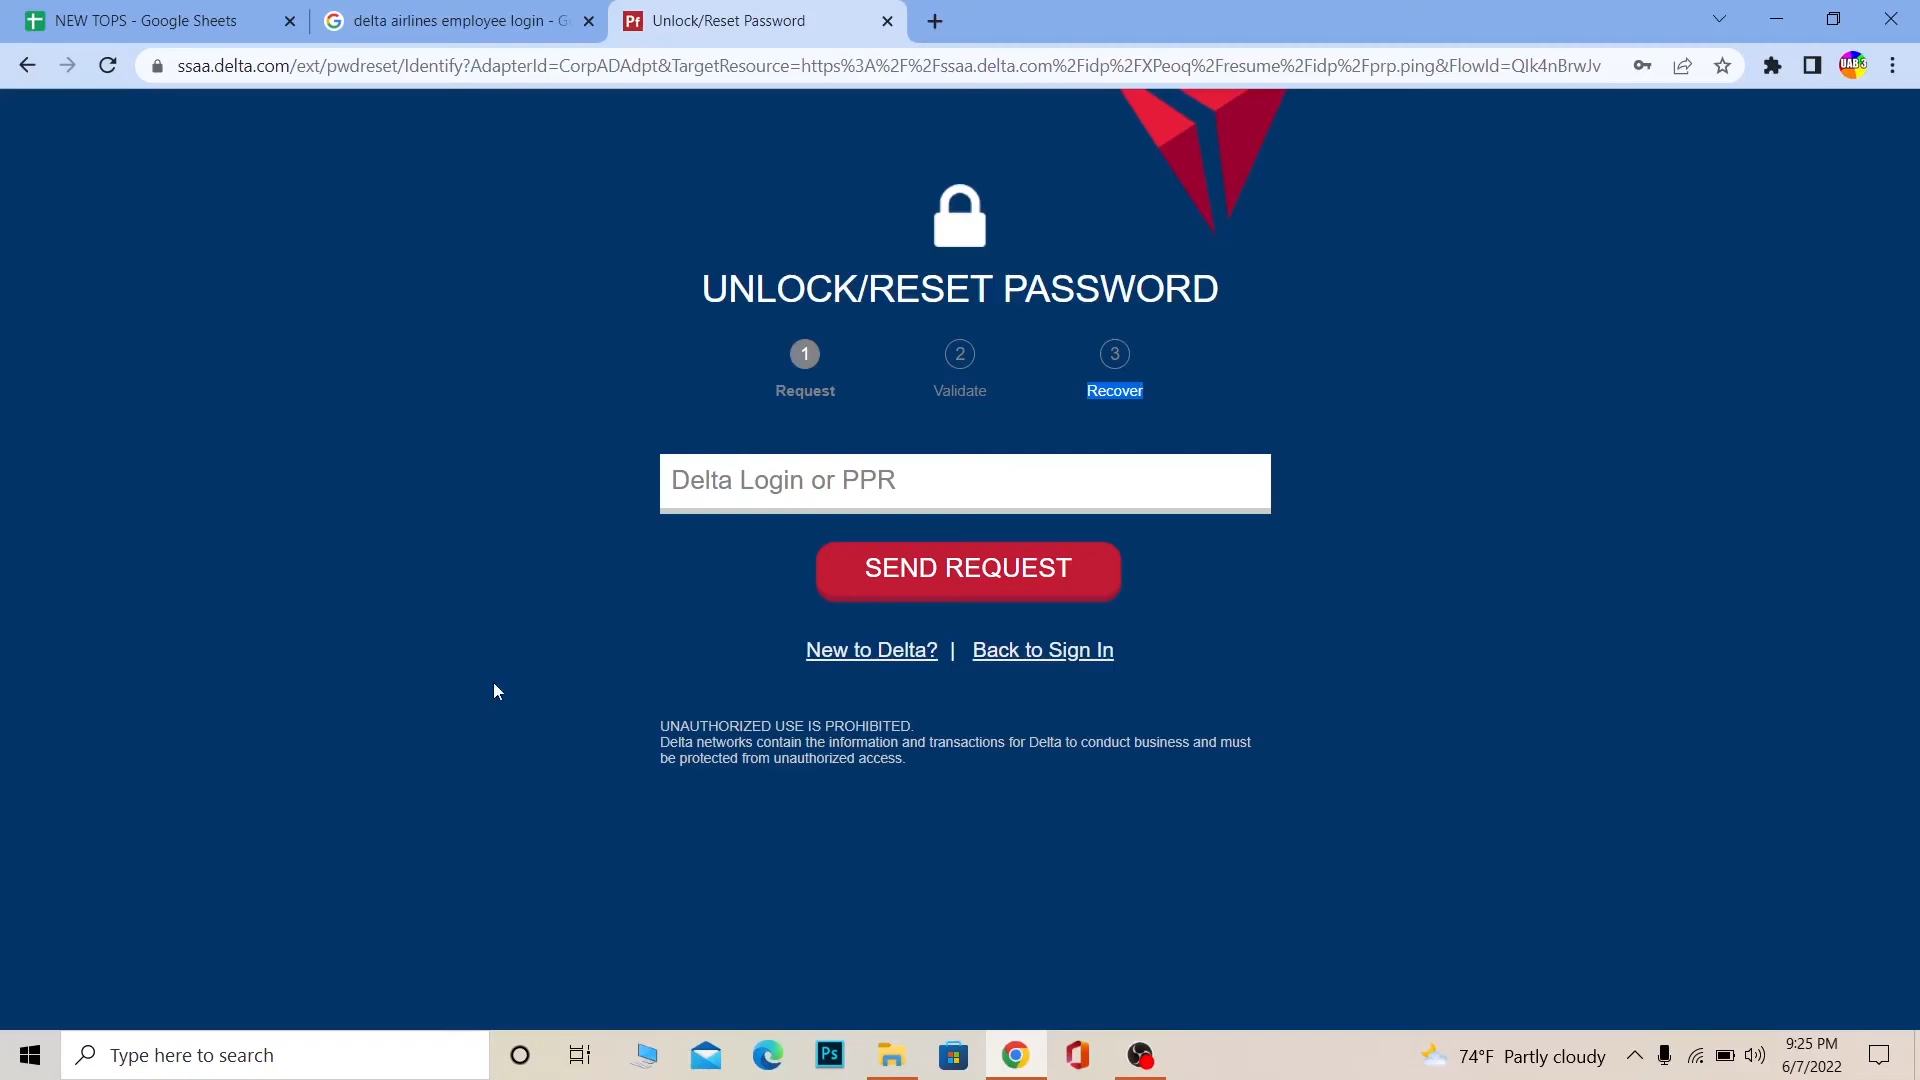 NEW TOPS - Google Sheets
delta airlines employee login - G
Pf
Unlock/Reset Password
ssaa.delta.com/ext/pwdreset/Identify?AdapterId=CorpADAdpt&TargetResource=https%3A%2F%2Fssaa.delta.com%2Fidp%2FXPeoq%2Fresume%2Fidp%2Fprp.ping&FlowId=QIk4nBrwJv
UAB 3
UNLOCK/RESET PASSWORD
1
2
3
Request
Validate
Recover
Delta Login or PPR
SEND REQUEST
New to Delta? | Back to Sign In
UNAUTHORIZED USE IS PROHIBITED.
Delta networks contain the information and transactions for Delta to conduct business and must
be protected from unauthorized access.
Type here to search
Ps
74°F Partly cloudy
9:25 PM
6/7/2022